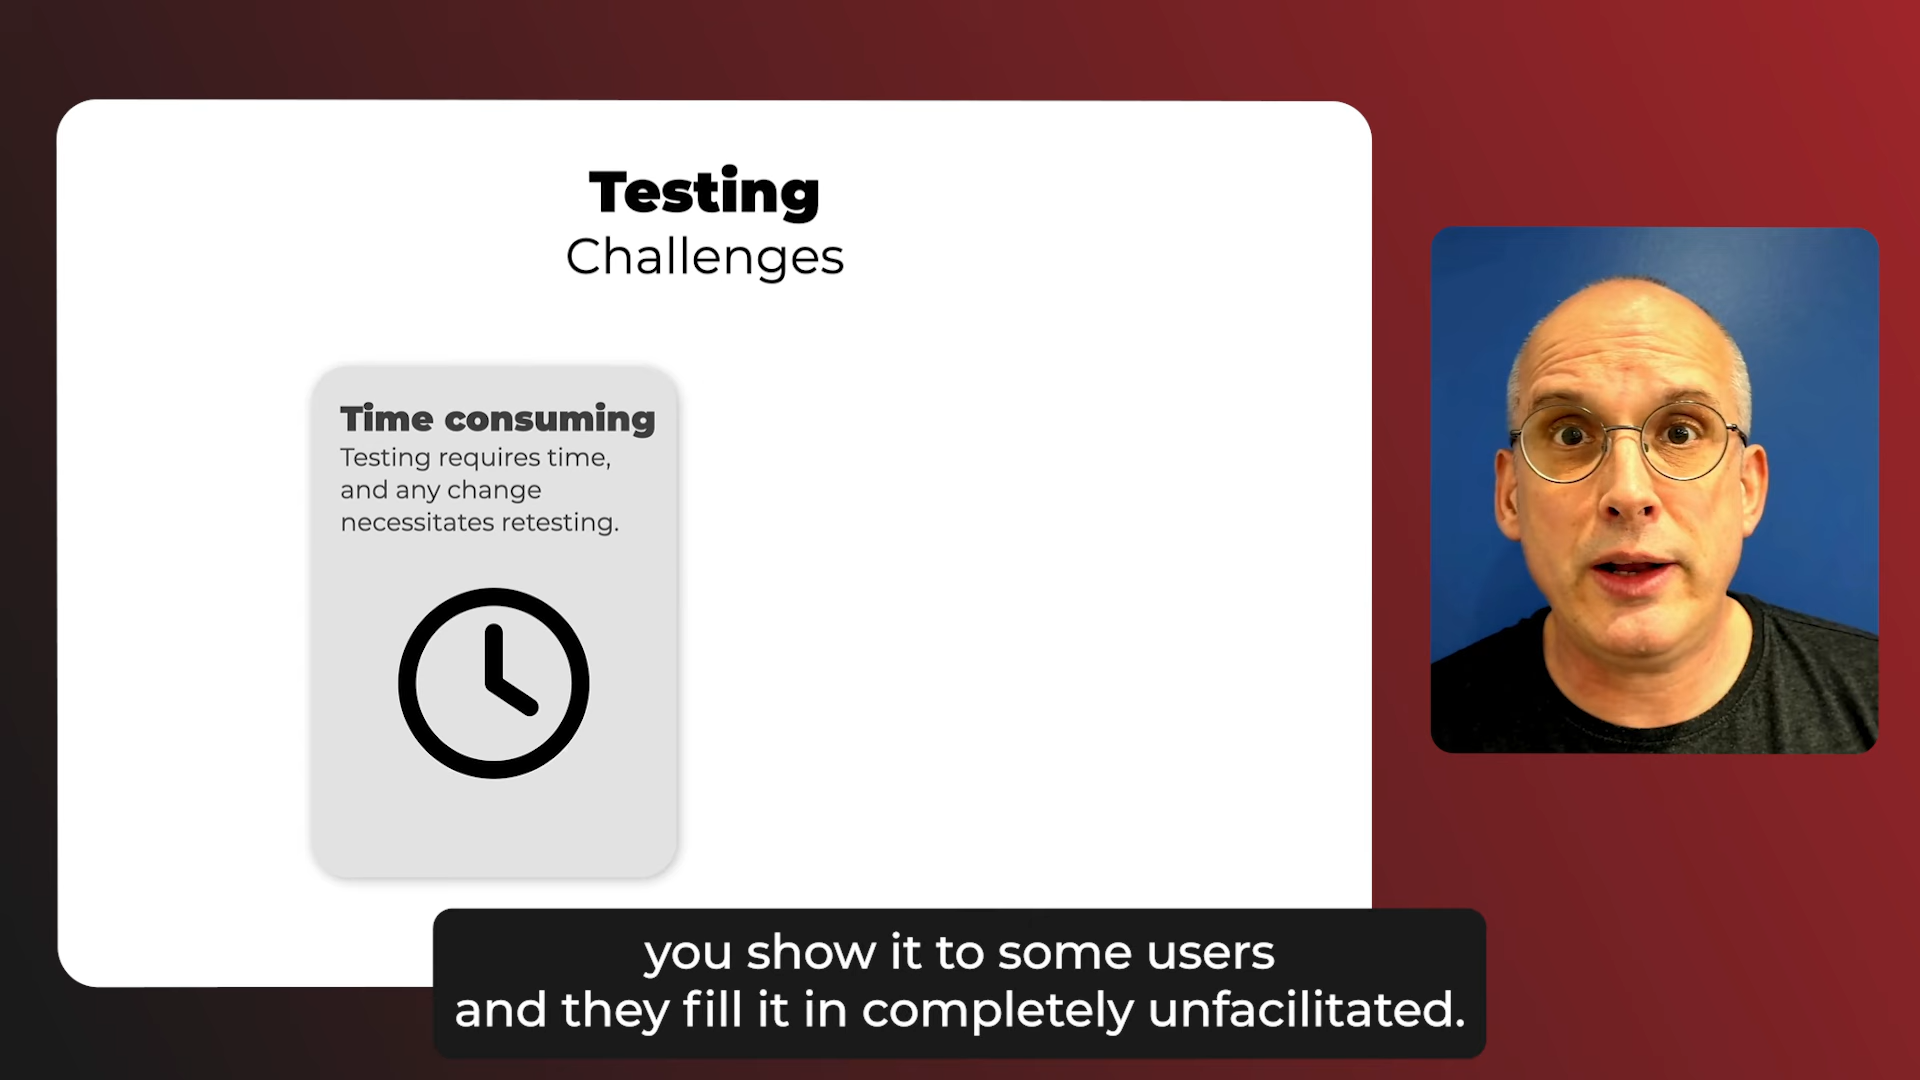 Testing
Challenges
Time consuming
Testing requires time,
and any change
necessitates retesting.
you show it to some users
and they fill it in completely unfacilitated.